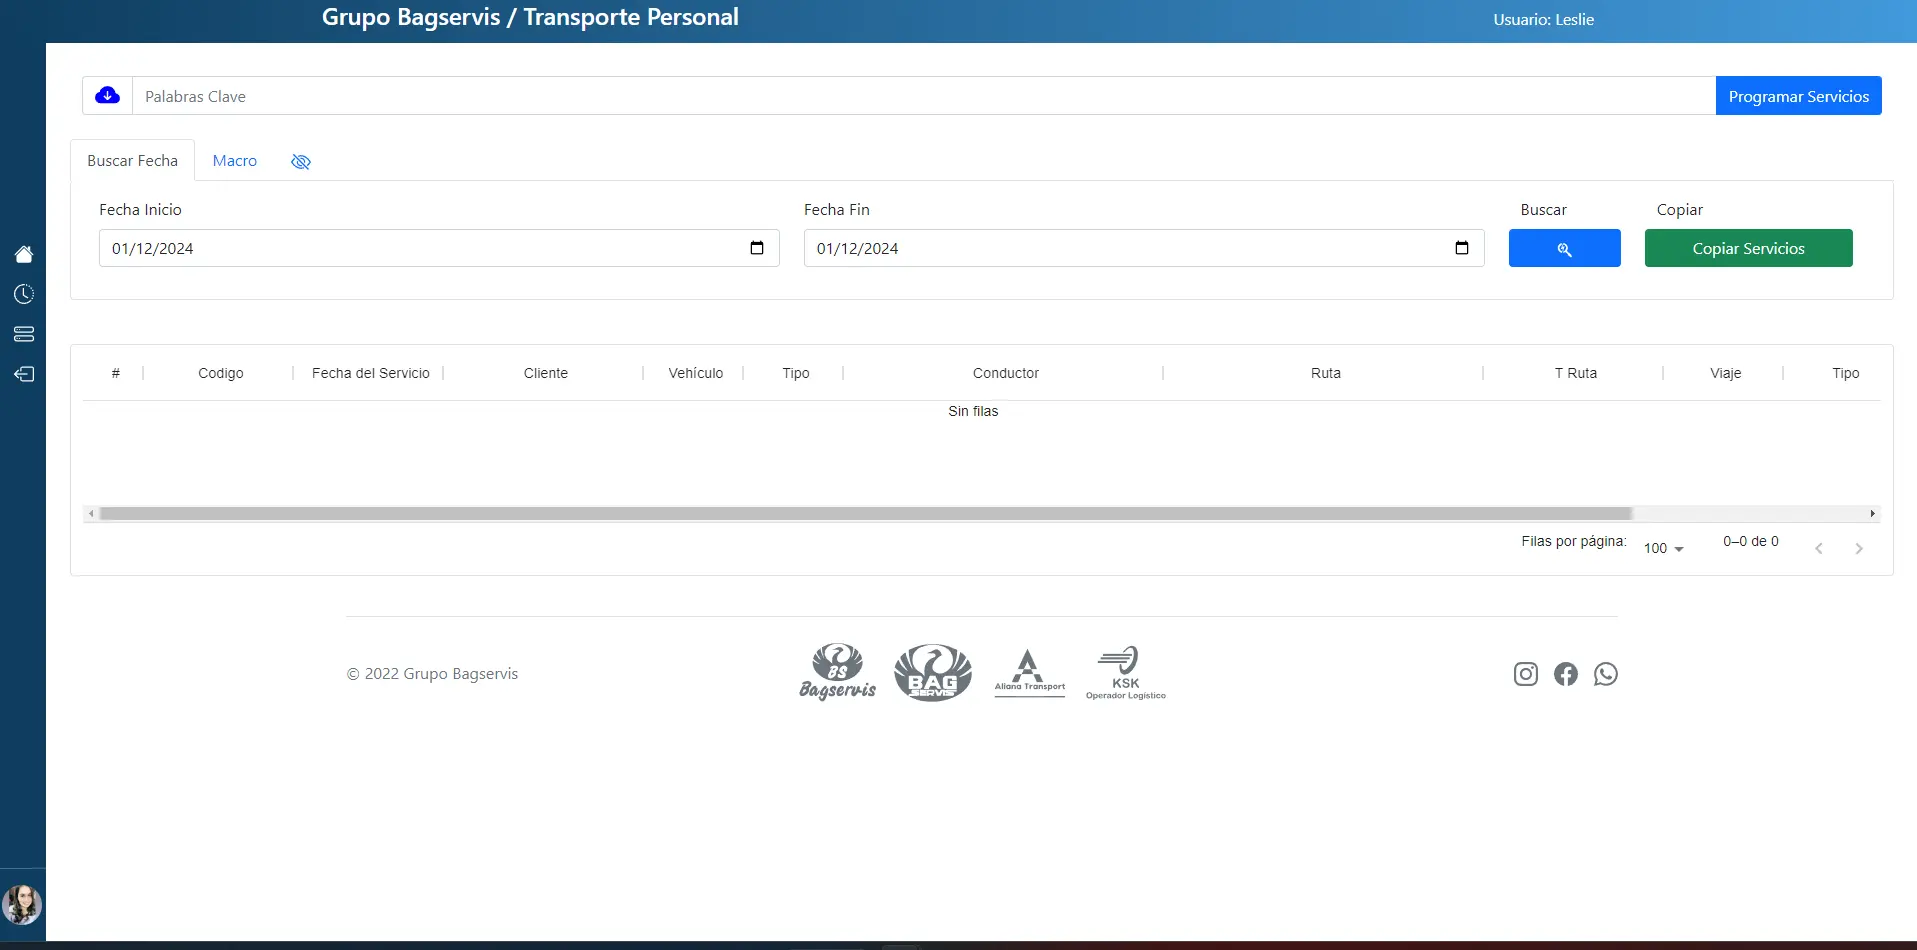 Grupo Bagservis / Transporte Personal
Usuario: Leslie
Palabras Clave
Programar Servicios
Buscar Fecha
Macro
Fecha Inicio
Fecha Fin
Buscar
Copiar
01/12/2024
01/12/2024
Copiar Servicios
#
Codigo
Fecha del Servicio
Cliente
Vehículo
Tipo
Conductor
Ruta
T Ruta
Viaje
Tipo
Sin filas
Filas por página:
100
0–0 de 0
© 2022 Grupo Bagservis
BS
Bagservis
BAG
SERVIS
Aliana Transport
KSK
Operador Logístico